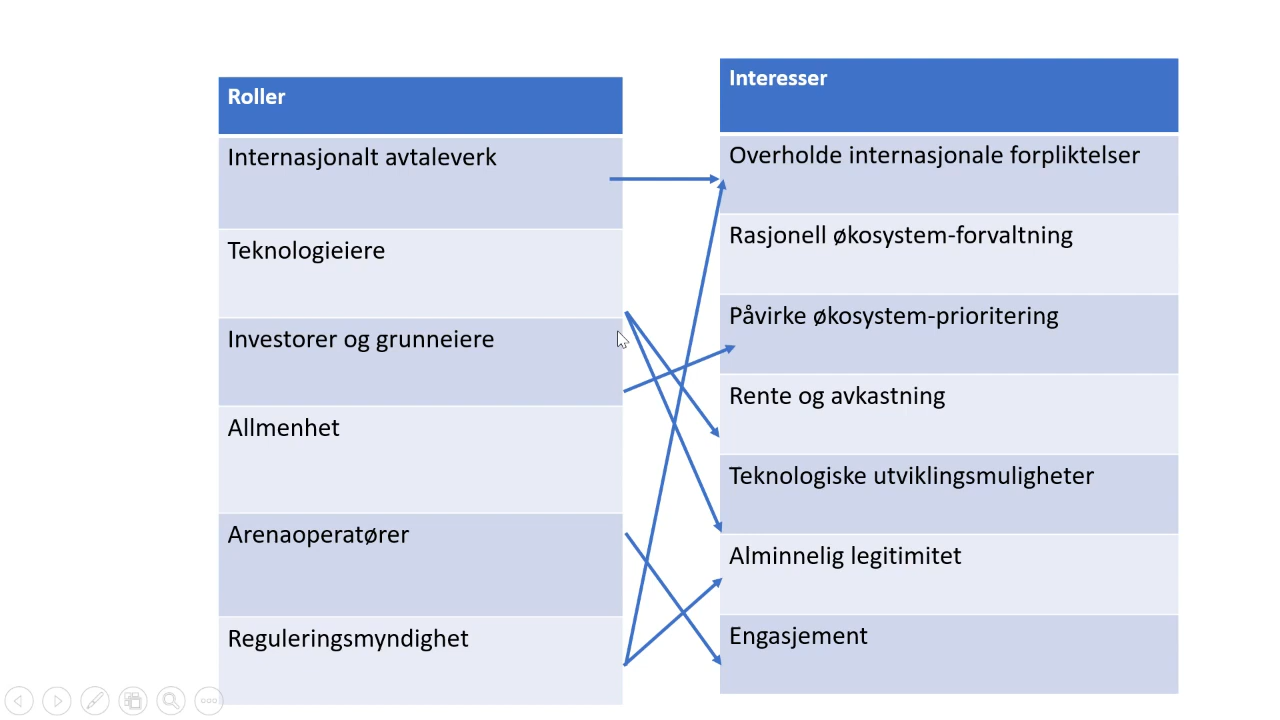 Roller
Internasjonalt avtaleverk
Teknologieiere
Investorer og grunneiere
Allmenhet
Arenaoperatører
Reguleringsmyndighet
Interesser
Overholde internasjonale forpliktelser
Rasjonell økosystem-forvaltning
Påvirke økosystem-prioritering
Rente og avkastning
Teknologiske utviklingsmuligheter
Alminnelig legitimitet
Engasjement